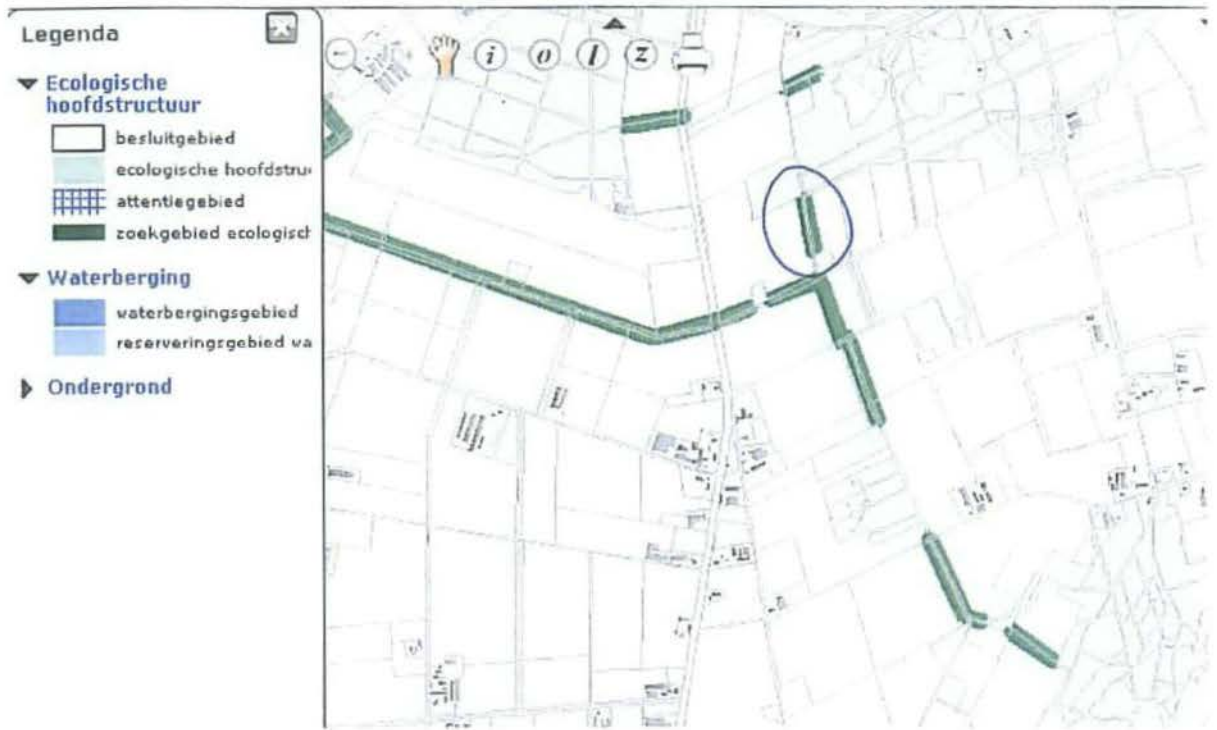 Legenda
Ecologische
hoofdstructuur
besluitgebied
ecologische hoofdstru
attentiegebied
zoekgebied ecologisch
Waterberging
waterbergingsgebied
reserveringsgebied va
Ondergrond
i o l z